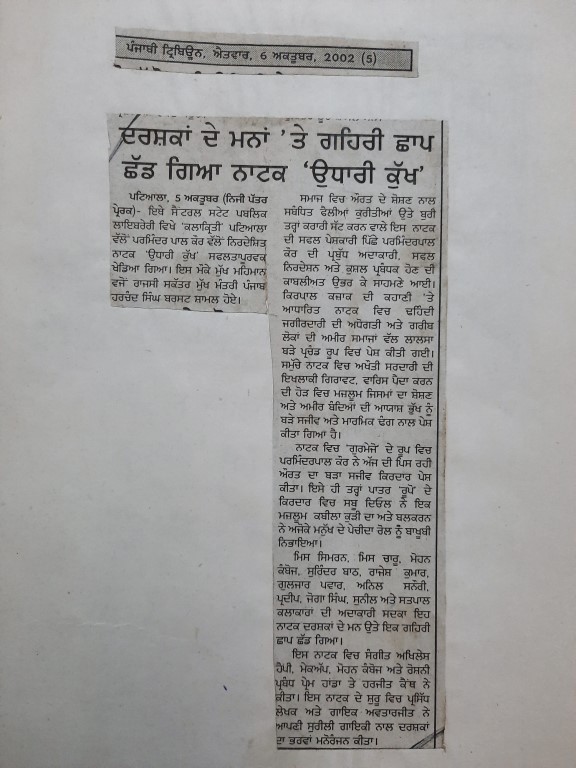 ਪੰਜਾਬੀ ਟ੍ਰਿਬਿਊਨ, ਐਤਵਾਰ, 6 ਅਕਤੂਬਰ, 2002 (5)
ਦਰਸ਼ਕਾਂ ਦੇ ਮਨਾਂ 'ਤੇ ਗਹਿਰੀ ਛਾਪ
ਛੱਡ ਗਿਆ ਨਾਟਕ 'ਉਧਾਰੀ ਕੁੱਖ'
ਪਟਿਆਲਾ, 5 ਅਕਤੂਬਰ (ਨਿਜੀ ਪੱਤਰ
ਪ੍ਰੇਰਕ)- ਇਥੇ ਸੈਂਟਰਲ ਸਟੇਟ ਪਬਲਿਕ
ਲਾਇਬਰੇਰੀ ਵਿਖੇ 'ਕਲਾਕ੍ਰਿਤੀ' ਪਟਿਆਲਾ
ਵੱਲੋਂ ਪਰਮਿੰਦਰ ਪਾਲ ਕੌਰ ਵੱਲੋਂ ਨਿਰਦੇਸ਼ਿਤ
ਨਾਟਕ 'ਉਧਾਰੀ ਕੁੱਖ' ਸਫਲਤਾਪੂਰਵਕ
ਖੇਡਿਆ ਗਿਆ। ਇਸ ਮੌਕੇ ਮੁੱਖ ਮਹਿਮਾਨ
ਵਜੋਂ ਰਾਜਸੀ ਸਕੱਤਰ ਮੁੱਖ ਮੰਤਰੀ ਪੰਜਾਬ
ਹਰਚੰਦ ਸਿੰਘ ਬਰਸਟ ਸ਼ਾਮਲ ਹੋਏ।
ਸਮਾਜ ਵਿਚ ਔਰਤ ਦੇ ਸ਼ੋਸ਼ਣ ਨਾਲ
ਸਬੰਧਿਤ ਫੈਲੀਆਂ ਕੁਰੀਤੀਆਂ ਉਤੇ ਬੁਰੀ
ਤਰ੍ਹਾਂ ਕਰਾਰੀ ਸੱਟ ਕਰਨ ਵਾਲੇ ਇਸ ਨਾਟਕ
ਦੀ ਸਫਲ ਪੇਸ਼ਕਾਰੀ ਪਿੱਛੇ ਪਰਮਿੰਦਰਪਾਲ
ਕੌਰ ਦੀ ਪ੍ਰਬੁੱਧ ਅਦਾਕਾਰੀ, ਸਫਲ
ਨਿਰਦੇਸ਼ਨ ਅਤੇ ਕੁਸ਼ਲ ਪ੍ਰਬੰਧਕ ਹੋਣ ਦੀ
ਕਾਬਲੀਅਤ ਉਭਰ ਕੇ ਸਾਹਮਣੇ ਆਈ।
ਕਿਰਪਾਲ ਕਜ਼ਾਕ ਦੀ ਕਹਾਣੀ 'ਤੇ
ਆਧਾਰਿਤ ਨਾਟਕ ਵਿਚ ਢਹਿੰਦੀ
ਜਗੀਰਦਾਰੀ ਦੀ ਅਧੋਗਤੀ ਅਤੇ ਗਰੀਬ
ਲੋਕਾਂ ਦੀ ਅਮੀਰ ਸਮਾਜਾਂ ਵੱਲ ਲਾਲਸਾ
ਬੜੇ ਪ੍ਰਚੰਡ ਰੂਪ ਵਿਚ ਪੇਸ਼ ਕੀਤੀ ਗਈ।
ਸਮੁੱਚੇ ਨਾਟਕ ਵਿਚ ਅਖੌਤੀ ਸਰਦਾਰੀ ਦੀ
ਇਖਲਾਕੀ ਗਿਰਾਵਟ, ਵਾਰਿਸ ਪੈਦਾ ਕਰਨ
ਦੀ ਹੋੜ ਵਿਚ ਮਜ਼ਲੂਮ ਜਿਸਮਾਂ ਦਾ ਸ਼ੋਸ਼ਣ
ਅਤੇ ਅਮੀਰ ਬੰਦਿਆਂ ਦੀ ਆਯਾਸ਼ ਭੁੱਖ ਨੂੰ
ਬੜੇ ਸਜੀਵ ਅਤੇ ਮਾਰਮਿਕ ਢੰਗ ਨਾਲ ਪੇਸ਼
ਕੀਤਾ ਗਿਆ ਹੈ।
ਨਾਟਕ ਵਿਚ 'ਗੁਰਮੇਜੋ' ਦੇ ਰੂਪ ਵਿਚ
ਪਰਮਿੰਦਰਪਾਲ ਕੌਰ ਨੇ ਅੱਜ ਦੀ ਪਿਸ ਰਹੀ
ਔਰਤ ਦਾ ਬੜਾ ਸਜੀਵ ਕਿਰਦਾਰ ਪੇਸ਼
ਕੀਤਾ। ਇਸੇ ਹੀ ਤਰ੍ਹਾਂ ਪਾਤਰ 'ਰੂਪੋ' ਦੇ
ਕਿਰਦਾਰ ਵਿਚ ਸਬੂ ਦਿਓਲ ਨੇ ਇਕ
ਮਜ਼ਲੂਮ ਕਬੀਲਾ ਕੁੜੀ ਦਾ ਅਤੇ ਬਲਕਰਨ
ਨੇ ਅਜੋਕੇ ਮਨੁੱਖ ਦੇ ਪੇਚੀਦਾ ਰੋਲ ਨੂੰ ਬਾਖੂਬੀ
ਨਿਭਾਇਆ।
ਮਿਸ ਸਿਮਰਨ, ਮਿਸ ਚਾਰੂ, ਮੋਹਨ
ਕੰਬੋਜ, ਸੁਰਿੰਦਰ ਬਾਠ, ਰਾਜੇਸ਼ ਕੁਮਾਰ,
ਗੁਲਜ਼ਾਰ ਪਵਾਰ, ਅਨਿਲ ਸਨੌਰੀ,
ਪ੍ਰਦੀਪ, ਜੋਗਾ ਸਿੰਘ, ਸੁਨੀਲ ਅਤੇ ਸਤਪਾਲ
ਕਲਾਕਾਰਾਂ ਦੀ ਅਦਾਕਾਰੀ ਸਦਕਾ ਇਹ
ਨਾਟਕ ਦਰਸ਼ਕਾਂ ਦੇ ਮਨ ਉਤੇ ਇਕ ਗਹਿਰੀ
ਛਾਪ ਛੱਡ ਗਿਆ।
ਇਸ ਨਾਟਕ ਵਿਚ ਸੰਗੀਤ ਅਖਿਲੇਸ਼
ਹੈਪੀ, ਮੇਕਅੱਪ, ਮੋਹਨ ਕੰਬੋਜ ਅਤੇ ਰੋਸ਼ਨੀ
ਪ੍ਰਬੰਧ ਪ੍ਰੇਮ ਹਾਂਡਾ ਤੇ ਹਰਜੀਤ ਕੈਂਥ ਨੇ
ਕੀਤਾ। ਇਸ ਨਾਟਕ ਦੇ ਸ਼ੁਰੂ ਵਿਚ ਪ੍ਰਸਿੱਧ
ਲੇਖਕ ਅਤੇ ਗਾਇਕ ਅਵਤਾਰਜੀਤ ਨੇ
ਆਪਣੀ ਸੁਰੀਲੀ ਗਾਇਕੀ ਨਾਲ ਦਰਸ਼ਕਾਂ
ਦਾ ਭਰਵਾਂ ਮਨੋਰੰਜਨ ਕੀਤਾ।